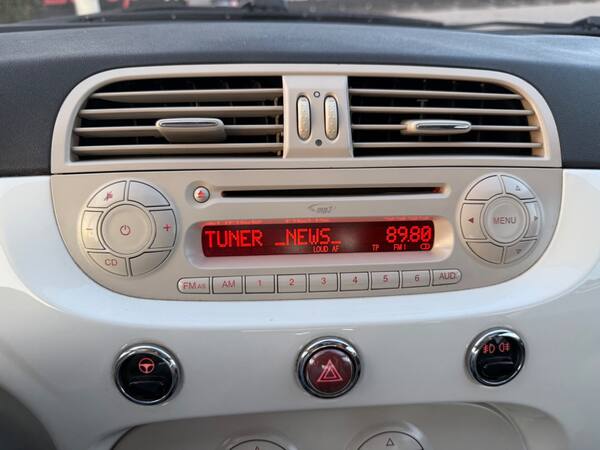 mp3
TUNER _NEWS_ 89.80
LOUD AF TP FM1 CD
MENU
CD
FM AS AM 1 2 3 4 5 6 AUD